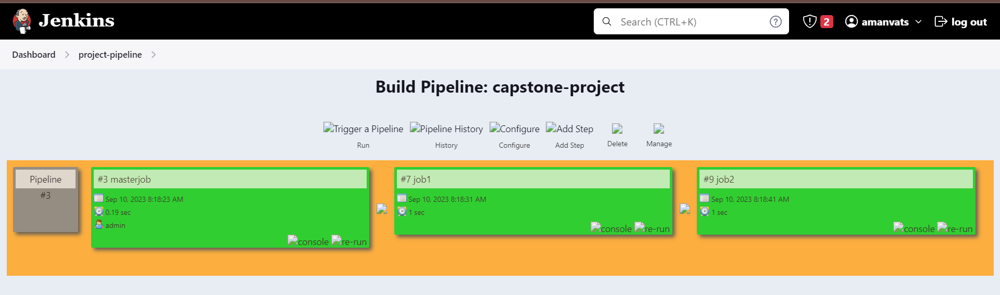 Jenkins
Search (CTRL+K)
2
amanvats
log out
Dashboard
project-pipeline
Build Pipeline: capstone-project
Trigger a Pipeline
Pipeline History
Configure
Add Step
Run
History
Configure
Add Step
Delete
Manage
Pipeline
#3
#3 masterjob
Sep 10, 2023 8:18:23 AM
0.19 sec
admin
console re-run
#7 job1
Sep 10, 2023 8:18:31 AM
1 sec
console re-run
#9 job2
Sep 10, 2023 8:18:41 AM
1 sec
console re-run